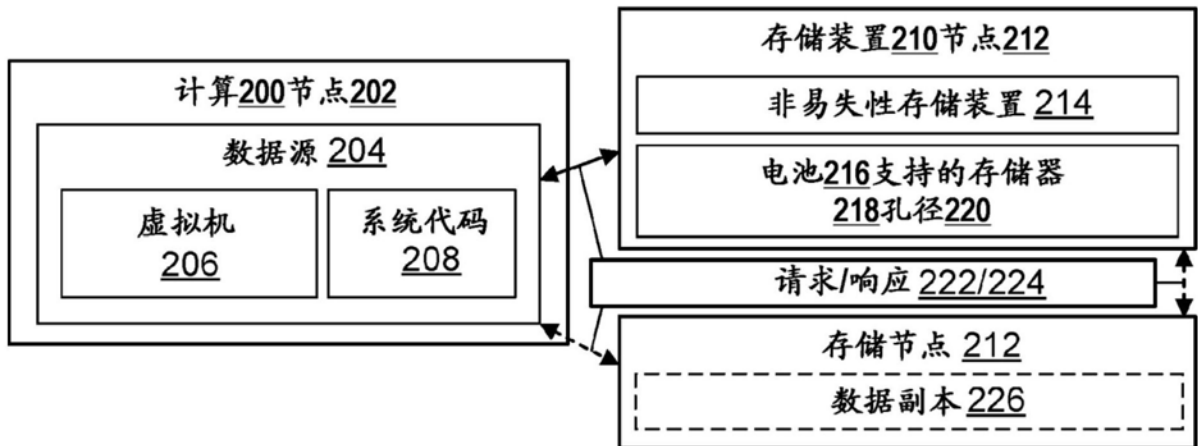 计算200节点202
数据源 204
虚拟机
206
系统代码
208
存储装置210节点212
非易失性存储装置 214
电池216支持的存储器
218孔径220
请求/响应 222/224
存储节点 212
数据副本226